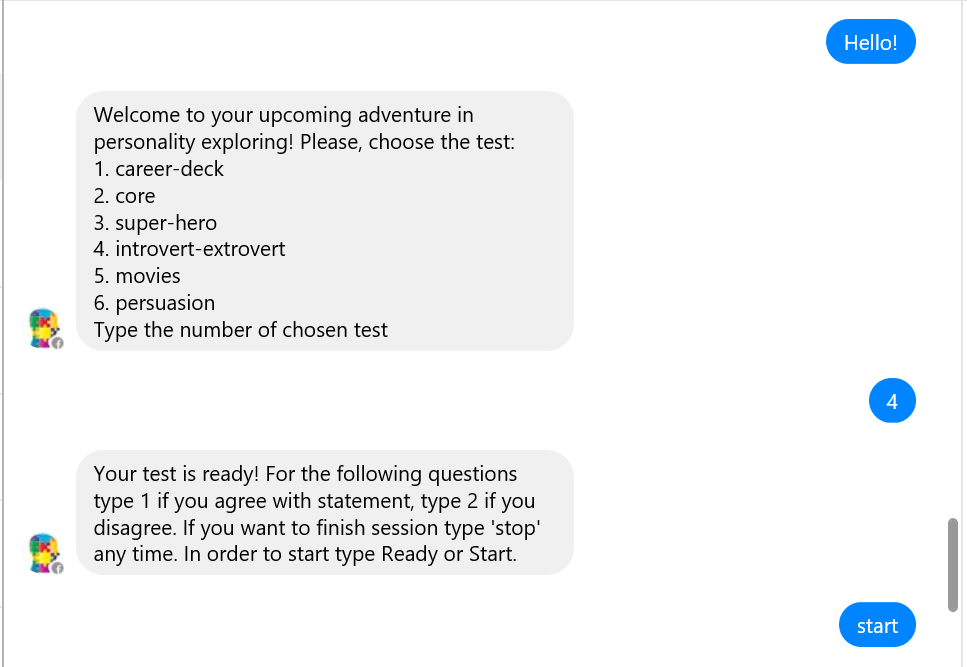 Hello!
Welcome to your upcoming adventure in
personality exploring! Please, choose the test:
1. career-deck
2. core
3. super-hero
4. introvert-extrovert
5. movies
6. persuasion
Type the number of chosen test
4
Your test is ready! For the following questions
type 1 if you agree with statement, type 2 if you
disagree. If you want to finish session type 'stop'
any time. In order to start type Ready or Start.
start